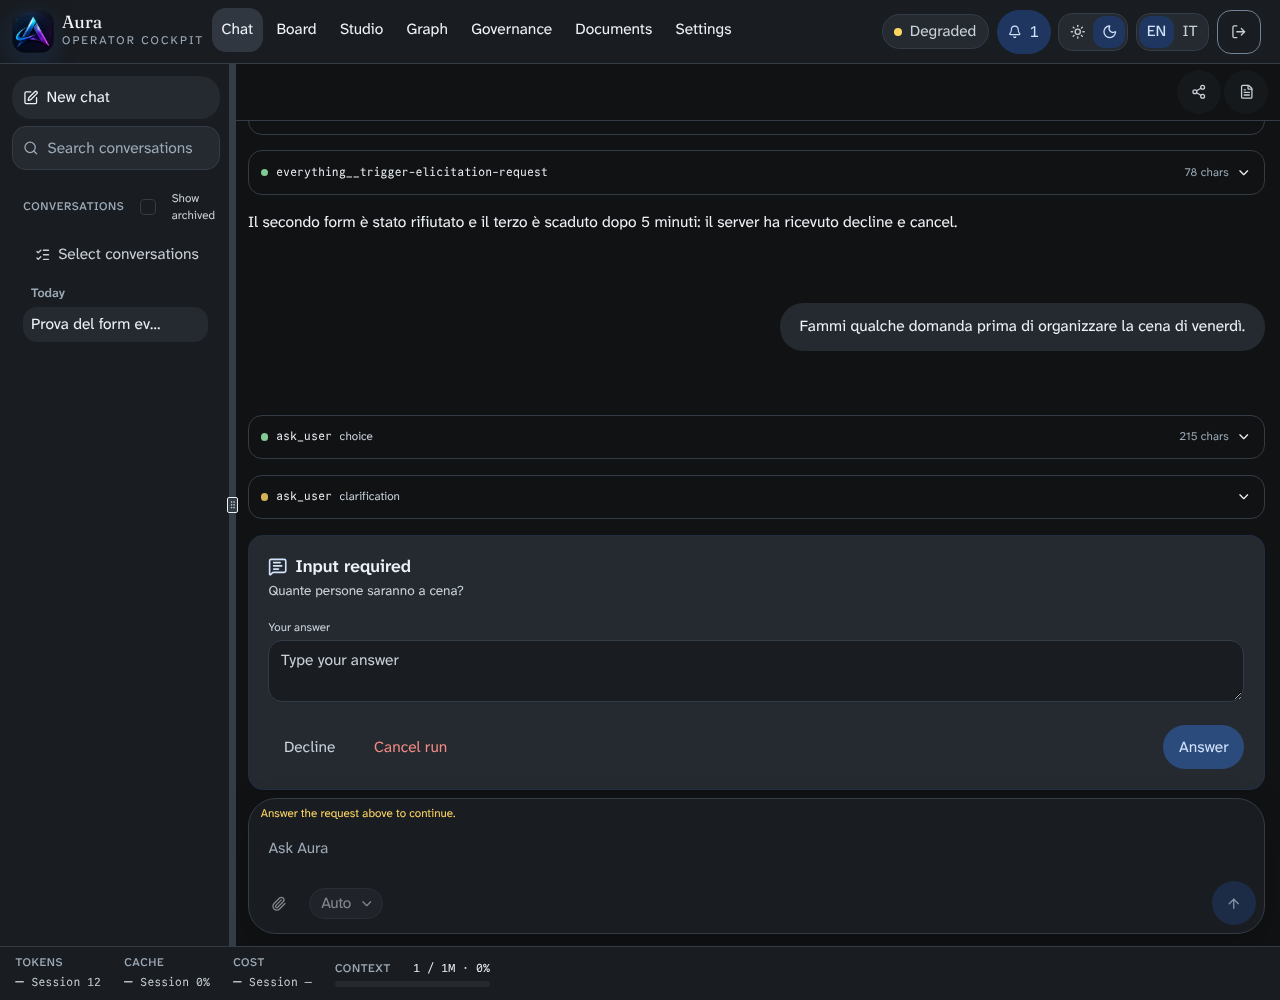 Aura
OPERATOR COCKPIT
Chat
Board
Studio
Graph
Governance
Documents
Settings
Degraded
1
EN
IT
New chat
Search conversations
CONVERSATIONS
Show
archived
Select conversations
Today
Prova del form ev...
everything__trigger-elicitation-request
78 chars
Il secondo form è stato rifiutato e il terzo è scaduto dopo 5 minuti: il server ha ricevuto decline e cancel.
Fammi qualche domanda prima di organizzare la cena di venerdì.
ask_user choice
215 chars
ask_user clarification
Input required
Quante persone saranno a cena?
Your answer
Type your answer
Decline
Cancel run
Answer
Answer the request above to continue.
Ask Aura
Auto
TOKENS
— Session 12
CACHE
— Session 0%
COST
— Session —
CONTEXT
1 / 1M · 0%